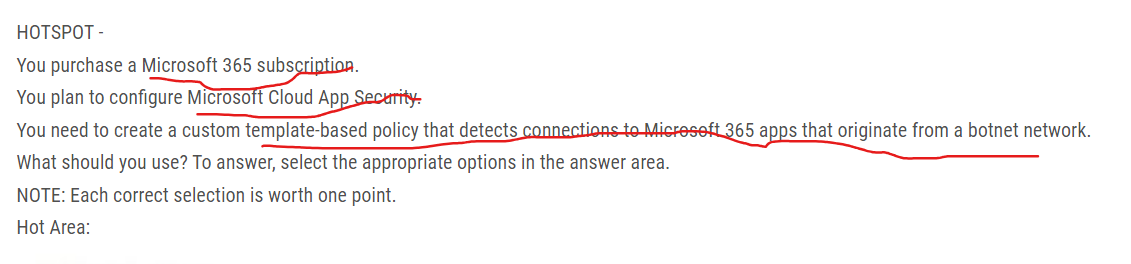 HOTSPOT -
You purchase a Microsoft 365 subscription.
You plan to configure Microsoft Cloud App Security.
You need to create a custom template-based policy that detects connections to Microsoft 365 apps that originate from a botnet network.
What should you use? To answer, select the appropriate options in the answer area.
NOTE: Each correct selection is worth one point.
Hot Area: